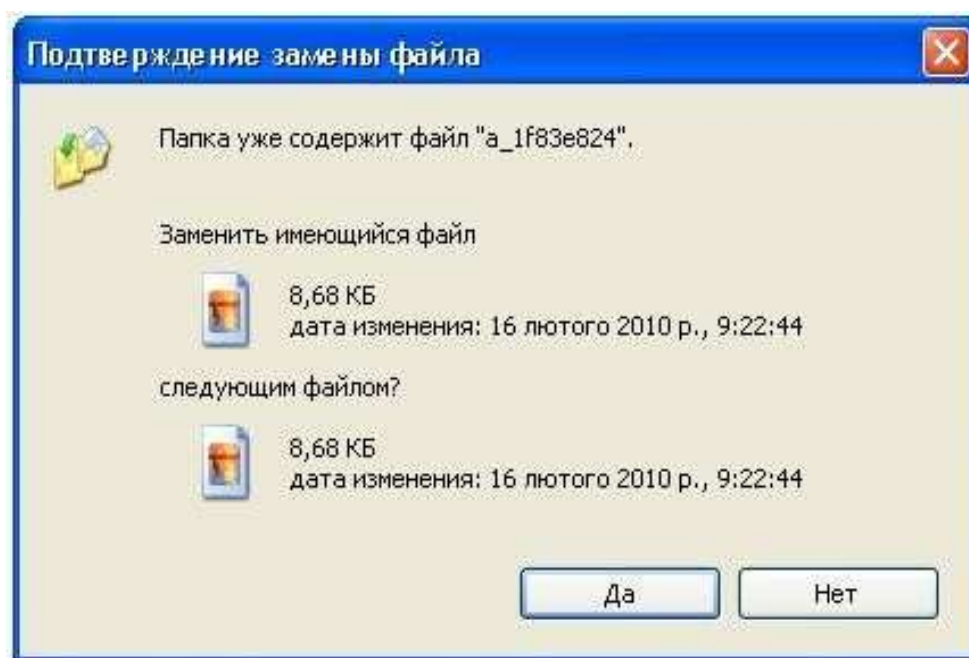 Подтверждение замены файла
Папка уже содержит файл "a_1f83e824".
Заменить имеющийся файл
8,68 КБ
дата изменения: 16 лютого 2010 р., 9:22:44
следующим файлом?
8,68 КБ
дата изменения: 16 лютого 2010 р., 9:22:44
Да
Нет